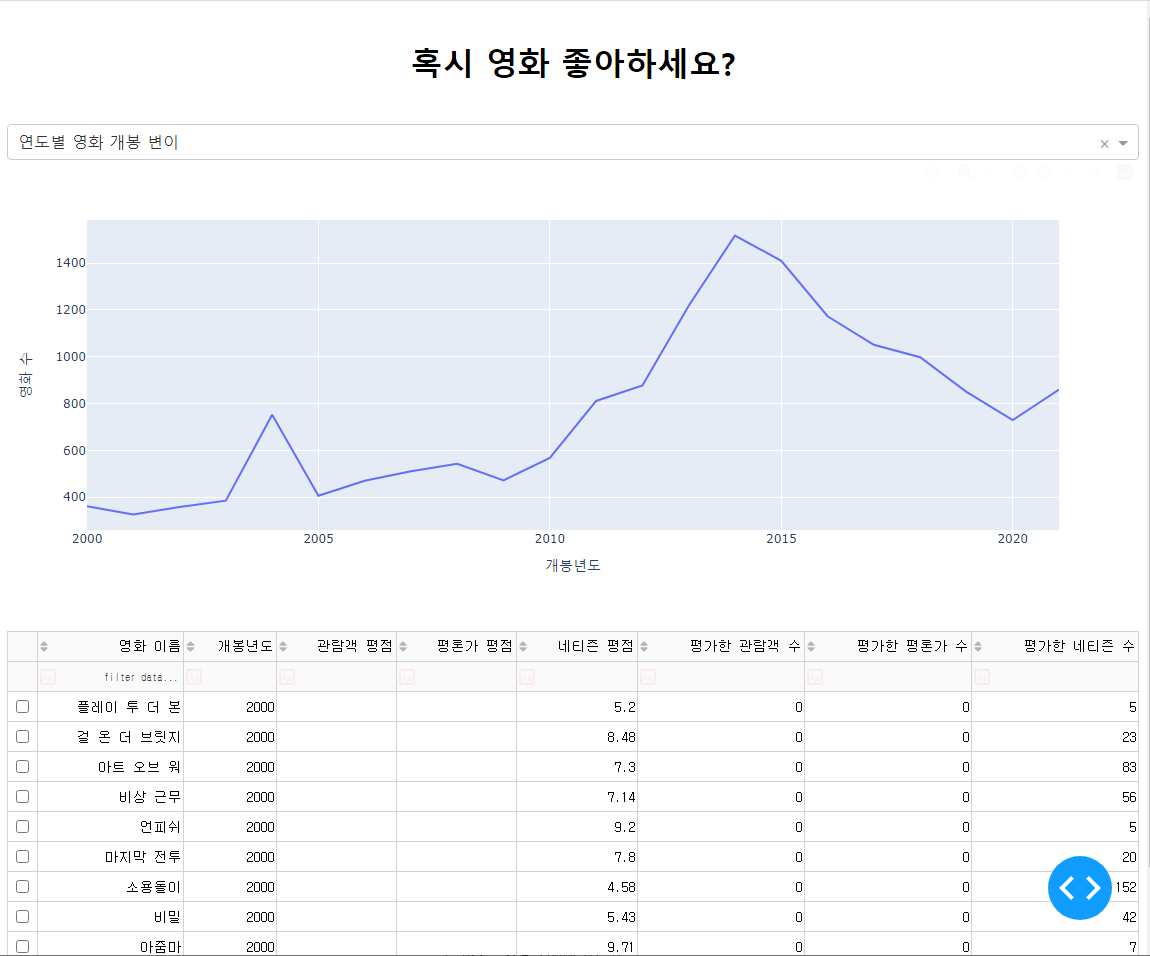 혹시 영화 좋아하세요?
연도별 영화 개봉 변이
1400
1200
1000
800
600
400
영화 수
2000 2005 2010 2015 2020
개봉년도
영화 이름 개봉년도 관람객 평점 평론가 평점 네티즌 평점 평가한 관람객 수 평가한 평론가 수 평가한 네티즌 수
filter data...
플레이 투 더 본 2000 5.2 0 0 5
걸 온 더 브릿지 2000 8.48 0 0 23
아트 오브 워 2000 7.3 0 0 83
비상 근무 2000 7.14 0 0 56
언피쉬 2000 9.2 0 0 5
마지막 전투 2000 7.8 0 0 20
소용돌이 2000 4.58 0 0 152
비밀 2000 5.43 0 0 42
아줌마 2000 9.71 0 0 7